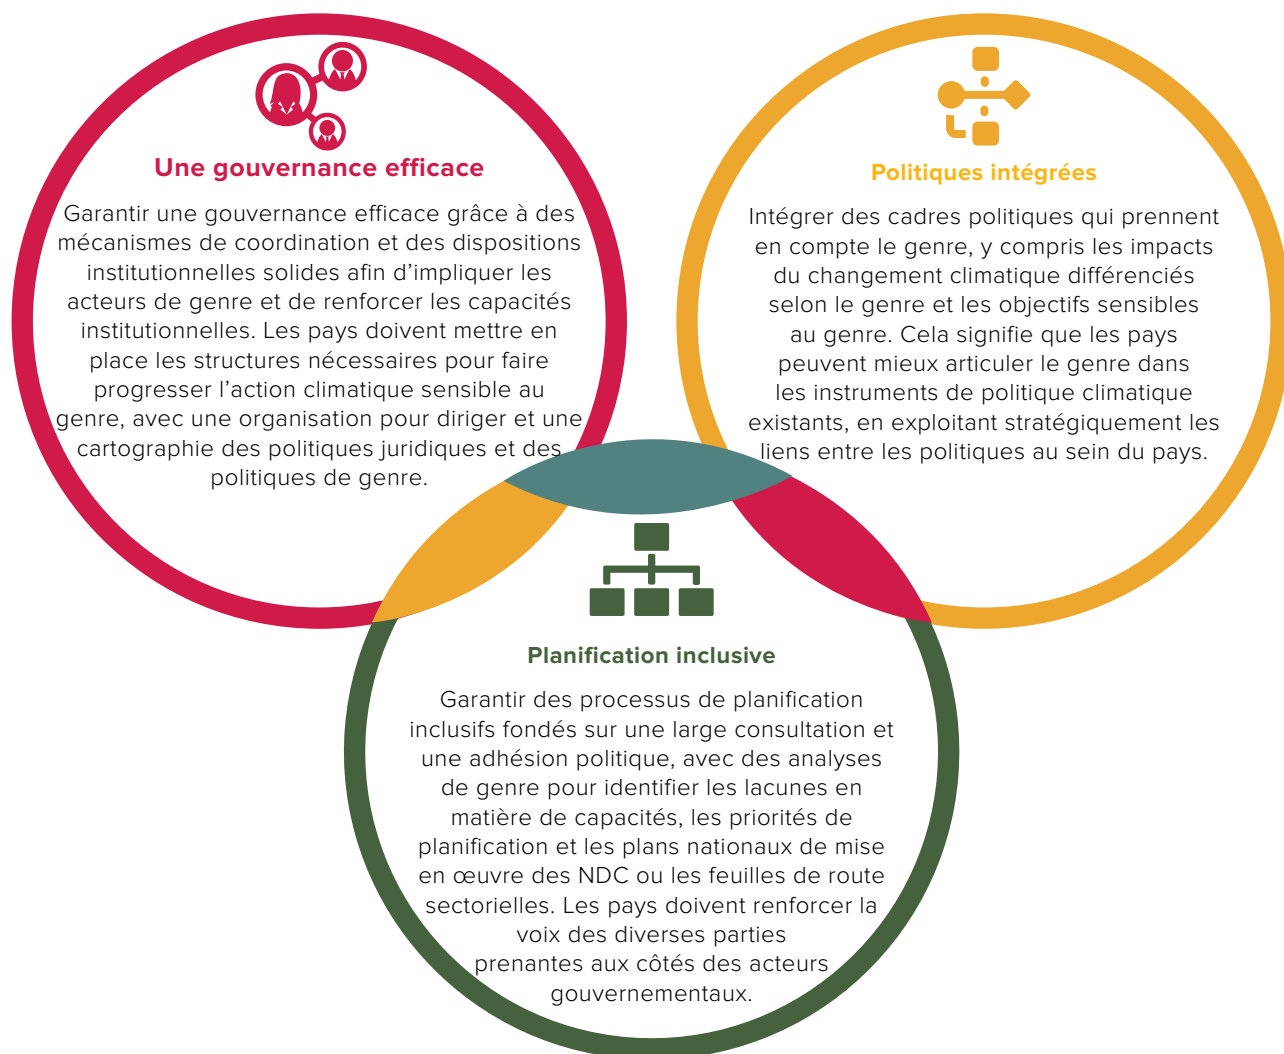 Une gouvernance efficace
Garantir une gouvernance efficace grâce à des
mécanismes de coordination et des dispositions
institutionnelles solides afin d’impliquer les
acteurs de genre et de renforcer les capacités
institutionnelles. Les pays doivent mettre en
place les structures nécessaires pour faire
progresser l’action climatique sensible au
genre, avec une organisation pour diriger et une
cartographie des politiques juridiques et des
politiques de genre.
Politiques intégrées
Intégrer des cadres politiques qui prennent
en compte le genre, y compris les impacts
du changement climatique différenciés
selon le genre et les objectifs sensibles
au genre. Cela signifie que les pays
peuvent mieux articuler le genre dans
les instruments de politique climatique
existants, en exploitant stratégiquement les
liens entre les politiques au sein du pays.
Planification inclusive
Garantir des processus de planification
inclusifs fondés sur une large consultation et
une adhésion politique, avec des analyses
de genre pour identifier les lacunes en
matière de capacités, les priorités de
planification et les plans nationaux de mise
en œuvre des NDC ou les feuilles de route
sectorielles. Les pays doivent renforcer la
voix des diverses parties
prenantes aux côtés des acteurs
gouvernementaux.